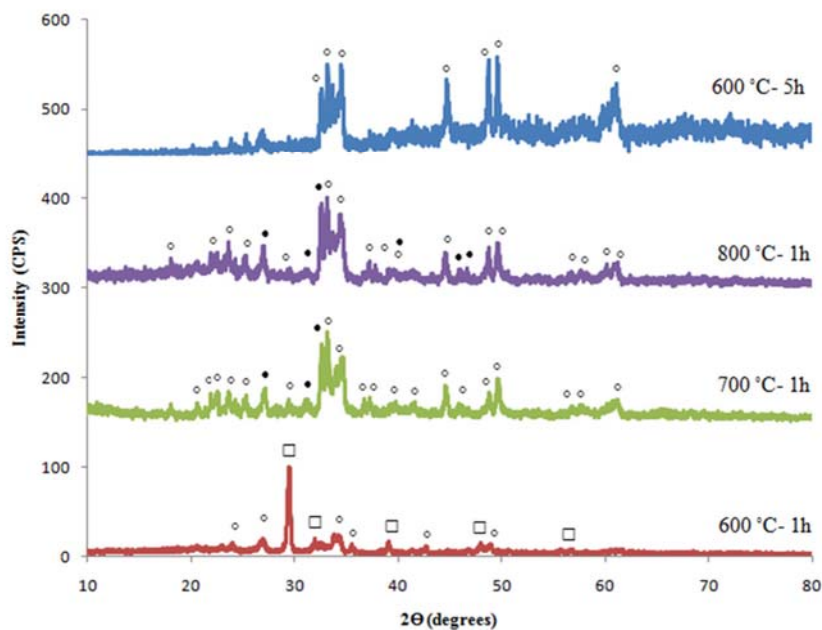 600
500
400
300
200
100
0
Intensity (CPS)
600 °C- 5h
800 °C- 1h
700 °C- 1h
600 °C- 1h
10 20 30 40 50 60 70 80
2Θ (degrees)